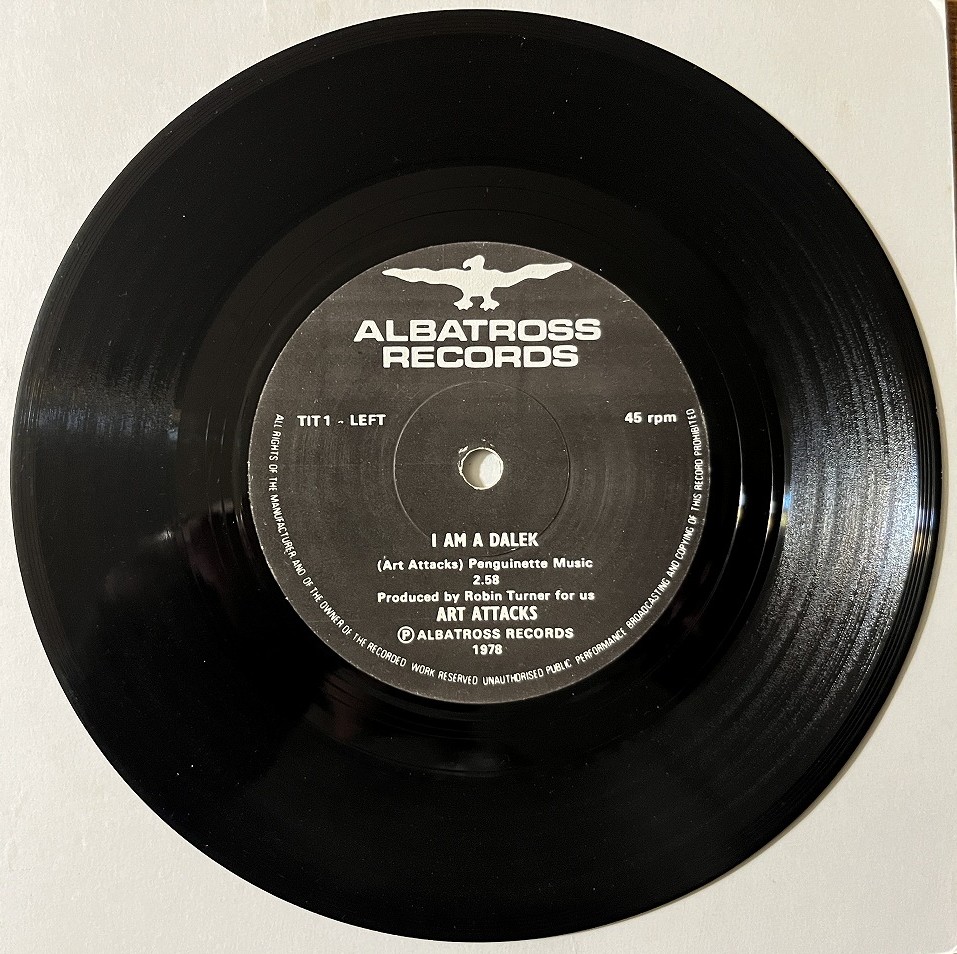 ALBATROSS
RECORDS
TIT 1 - LEFT
45 rpm
I AM A DALEK
(Art Attacks) Penguinette Music
2.58
Produced by Robin Turner for us
ART ATTACKS
Ⓟ ALBATROSS RECORDS
1978
ALL RIGHTS OF THE MANUFACTURER AND OF THE OWNER OF THE RECORDED WORK RESERVED UNAUTHORISED PUBLIC PERFORMANCE BROADCASTING AND COPYING OF THIS RECORD PROHIBITED